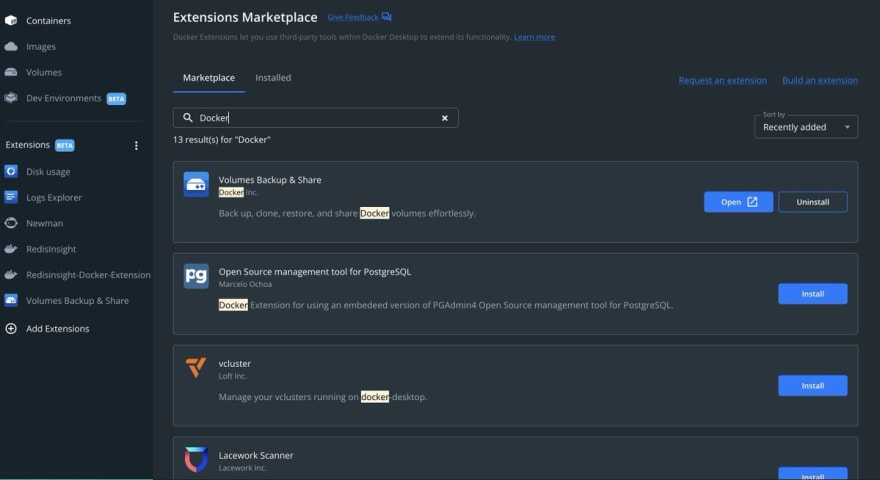 Containers
Images
Volumes
Dev Environments BETA
Extensions BETA
Disk usage
Logs Explorer
Newman
RedisInsight
Redisinsight-Docker-Extension
Volumes Backup & Share
Add Extensions
Extensions Marketplace Give Feedback
Docker Extensions let you use third-party tools within Docker Desktop to extend its functionality. Learn more
Marketplace Installed
Request an extension Build an extension
Docker
Sort by
Recently added
13 result(s) for "Docker"
Volumes Backup & Share
Docker Inc.
Back up, clone, restore, and share Docker volumes effortlessly.
Open Uninstall
pg
Open Source management tool for PostgreSQL
Marcelo Ochoa
Docker Extension for using an embedeed version of PGAdmin4 Open Source management tool for PostgreSQL.
Install
vcluster
Loft Inc.
Manage your vclusters running on docker-desktop.
Install
Lacework Scanner
Lacework Inc.
Install